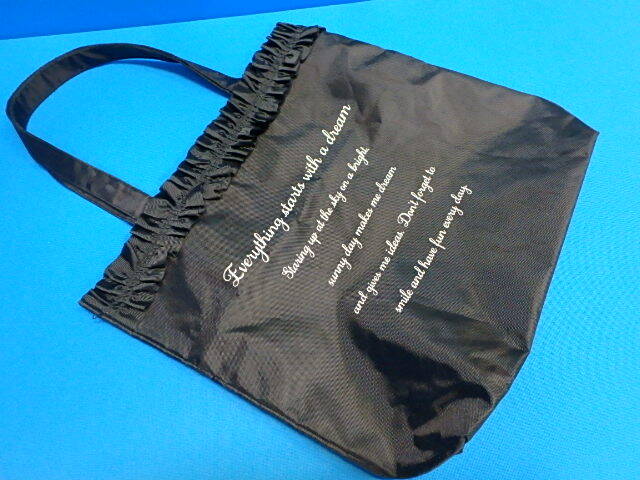 Everything starts with a dream
Staring up at the sky on a bright
sunny day makes me dream
and gives me ideas. Don't forget to
smile and have fun every day.